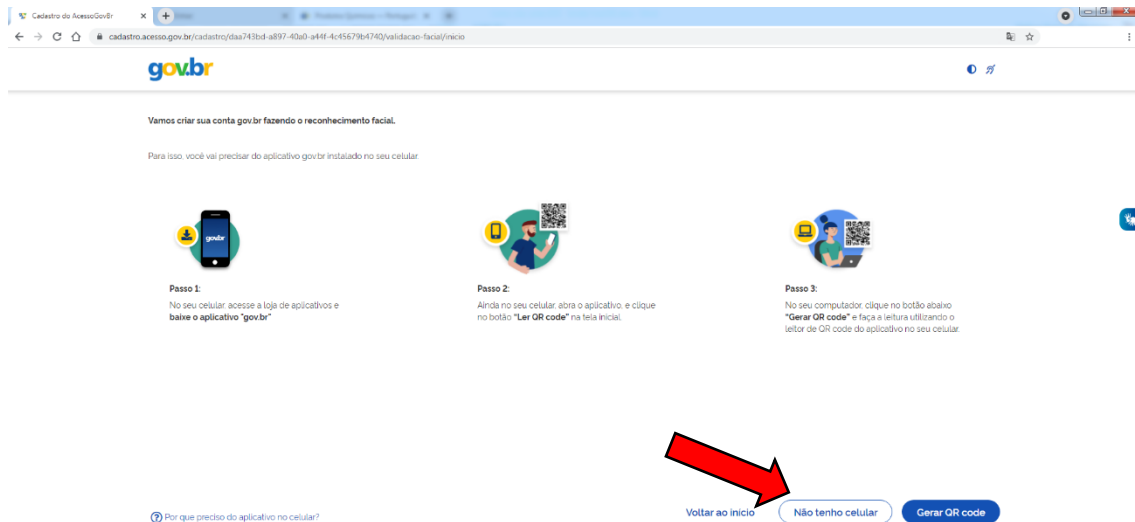 Cadastro do AcessoGovBr
cadastro.acesso.gov.br/cadastro/daa743bd-a897-40a0-a44f-4c45679b4740/validacao-facial/inicio
gov.br
Vamos criar sua conta gov.br fazendo o reconhecimento facial.
Para isso, você vai precisar do aplicativo gov.br instalado no seu celular
gov.br
Passo 1:
No seu celular, acesse a loja de aplicativos e
baixe o aplicativo "gov.br"
Passo 2:
Ainda no seu celular, abra o aplicativo, e clique
no botão "Ler QR code" na tela inicial.
Passo 3:
No seu computador, clique no botão abaixo
"Gerar QR code" e faça a leitura utilizando o
leitor de QR code do aplicativo no seu celular.
Por que preciso do aplicativo no celular?
Voltar ao início
Não tenho celular
Gerar QR code